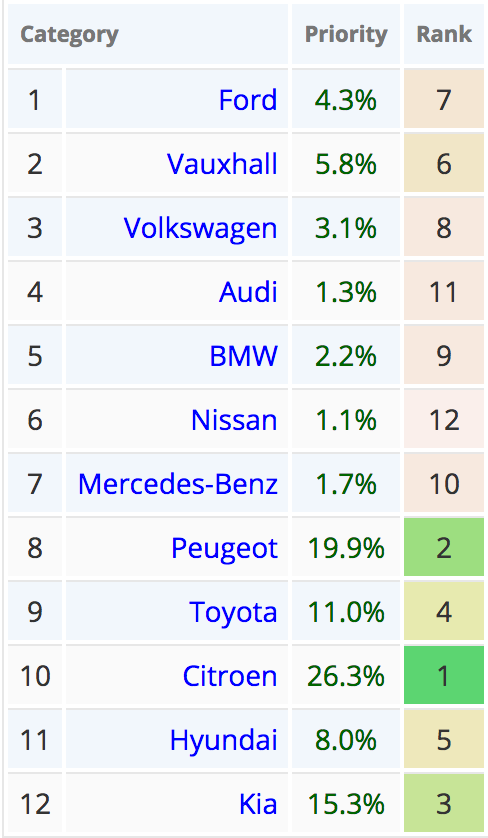 Category Priority Rank
1 Ford 4.3% 7
2 Vauxhall 5.8% 6
3 Volkswagen 3.1% 8
4 Audi 1.3% 11
5 BMW 2.2% 9
6 Nissan 1.1% 12
7 Mercedes-Benz 1.7% 10
8 Peugeot 19.9% 2
9 Toyota 11.0% 4
10 Citroen 26.3% 1
11 Hyundai 8.0% 5
12 Kia 15.3% 3